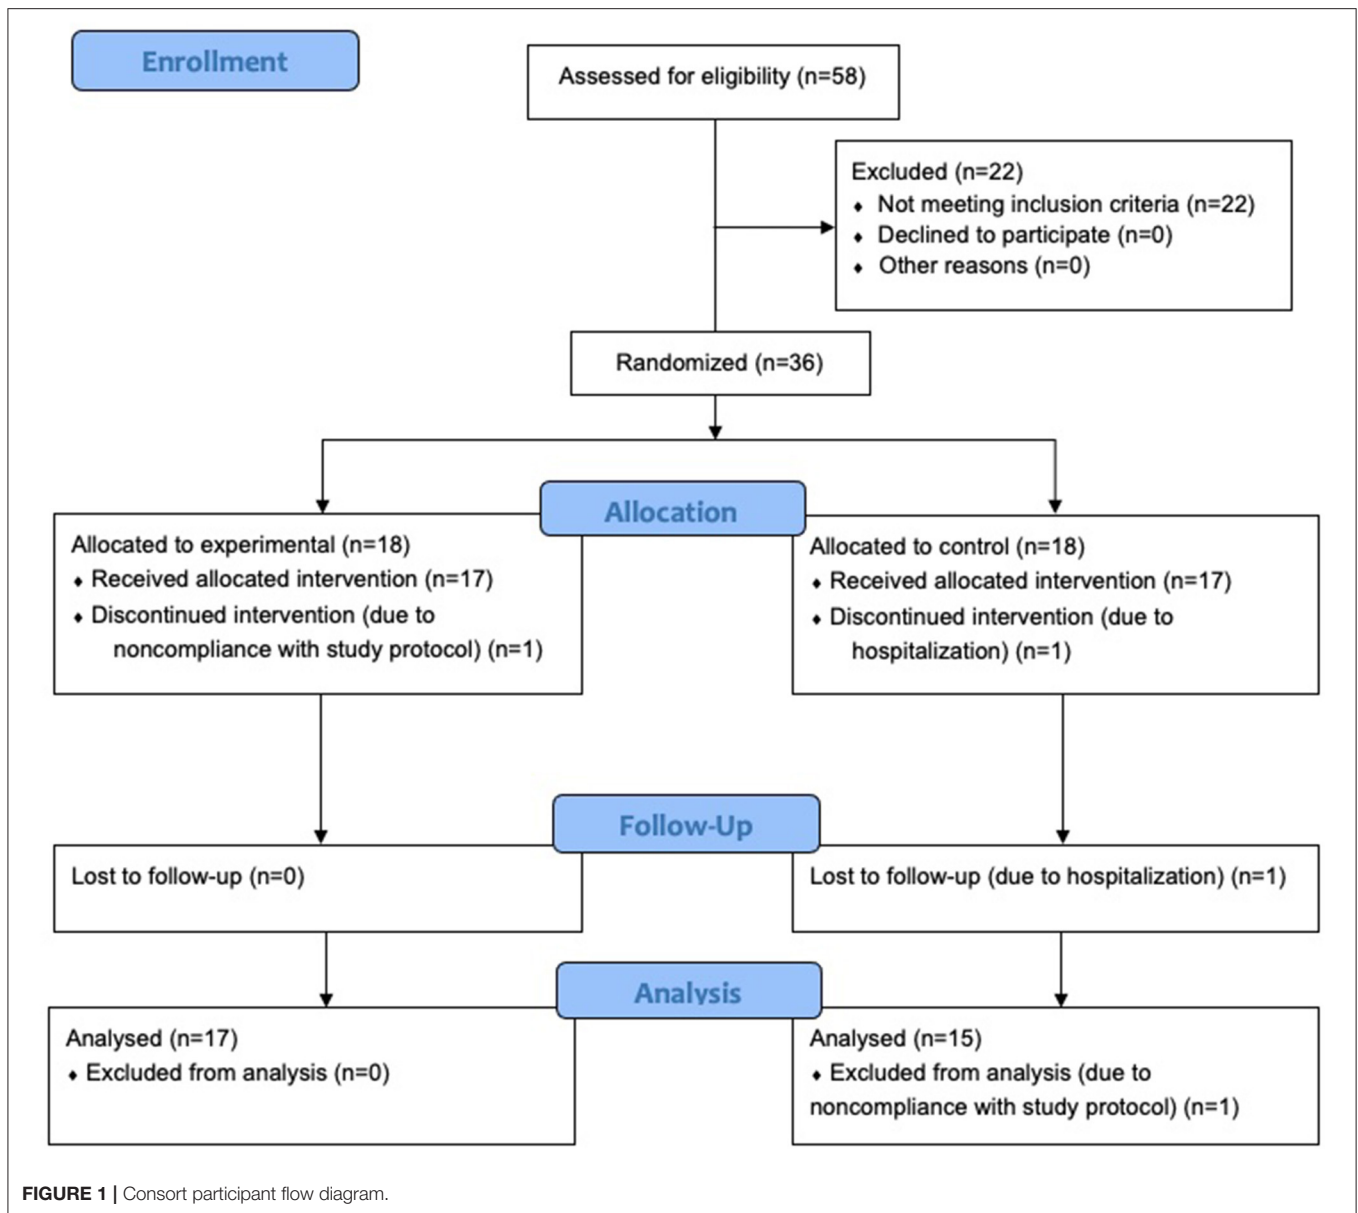 Enrollment
Assessed for eligibility (n=58)
Excluded (n=22)
♦ Not meeting inclusion criteria (n=22)
♦ Declined to participate (n=0)
♦ Other reasons (n=0)
Randomized (n=36)
Allocation
Allocated to experimental (n=18)
♦ Received allocated intervention (n=17)
♦ Discontinued intervention (due to
noncompliance with study protocol) (n=1)
Allocated to control (n=18)
♦ Received allocated intervention (n=17)
♦ Discontinued intervention (due to
hospitalization) (n=1)
Follow-Up
Lost to follow-up (n=0)
Lost to follow-up (due to hospitalization) (n=1)
Analysis
Analysed (n=17)
♦ Excluded from analysis (n=0)
Analysed (n=15)
♦ Excluded from analysis (due to
noncompliance with study protocol) (n=1)
FIGURE 1 | Consort participant flow diagram.